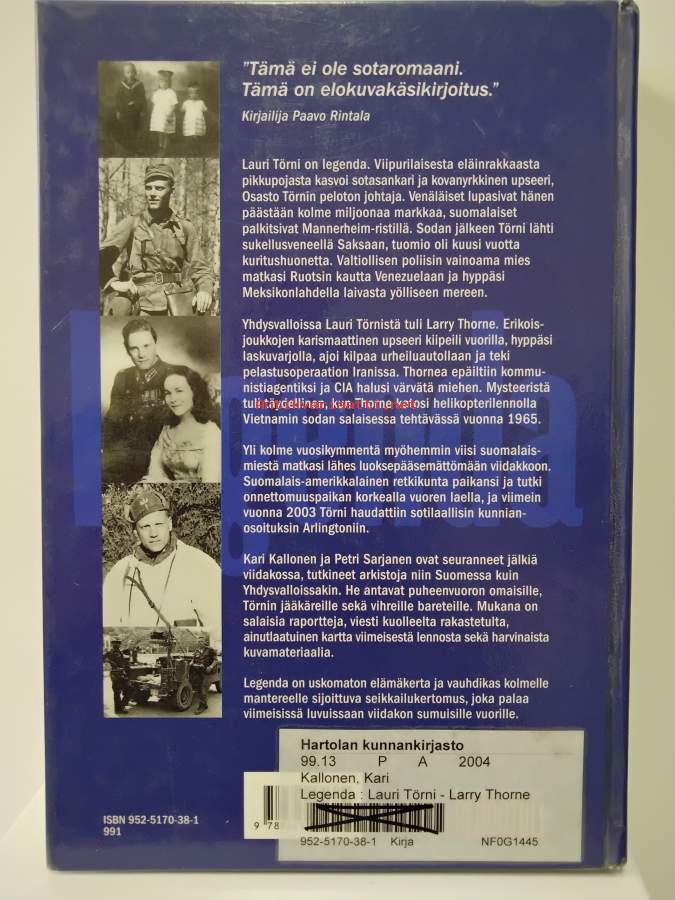 "Tämä ei ole sotaromaani.
Tämä on elokuvakäsikirjoitus."
Kirjailija Paavo Rintala
Lauri Törni on legenda. Viipurilaisesta eläinrakkaasta
pikkupojasta kasvoi sotasankari ja kovanyrkkinen upseeri,
Osasto Törnin peloton johtaja. Venäläiset lupasivat hänen
päästään kolme miljoonaa markkaa, suomalaiset
palkitsivat Mannerheim-ristillä. Sodan jälkeen Törni lähti
sukellusveneellä Saksaan, tuomio oli kuusi vuotta
kuritushuonetta. Valtiollisen poliisin vainoama mies
matkasi Ruotsin kautta Venezuelaan ja hyppäsi
Meksikonlahdella laivasta yölliseen mereen.
Yhdysvalloissa Lauri Törnistä tuli Larry Thorne. Erikois-
joukkojen karismaattinen upseeri kiipeili vuorilla, hyppäsi
laskuvarjolla, ajoi kilpaa urheiluautollaan ja teki
pelastusoperaation Iranissa. Thornea epäiltiin kommu-
nistiagentiksi ja CIA halusi värvätä miehen. Mysteeristä
tuli täydellinen, kun Thorne katosi helikopterilennolla
Vietnamin sodan salaisessa tehtävässä vuonna 1965.
Yli kolme vuosikymmentä myöhemmin viisi suomalais-
miestä matkasi lähes luoksepääsemättömään viidakkoon.
Suomalais-amerikkalainen retkikunta paikansi ja tutki
onnettomuuspaikan korkealla vuoren laella, ja viimein
vuonna 2003 Törni haudattiin sotilaallisin kunnian-
osoituksin Arlingtoniin.
Kari Kallonen ja Petri Sarjanen ovat seuranneet jälkiä
viidakossa, tutkineet arkistoja niin Suomessa kuin
Yhdysvalloissakin. He antavat puheenvuoron omaisille,
Törnin jääkäreille sekä vihreille bareteille. Mukana on
salaisia raportteja, viesti kuolleelta rakastetulta,
ainutlaatuinen kartta viimeisestä lennosta sekä harvinaista
kuvamateriaalia.
Legenda on uskomaton elämäkerta ja vauhdikas kolmelle
mantereelle sijoittuva seikkailukertomus, joka palaa
viimeisissä luvuissaan viidakon sumuisille vuorille.
Hartolan kunnankirjasto
99.13 P A 2004
Kallonen, Kari
Legenda : Lauri Törni - Larry Thorne
ISBN 952-5170-38-1
991
9 78
952-5170-38-1 Kirja NF0G1445